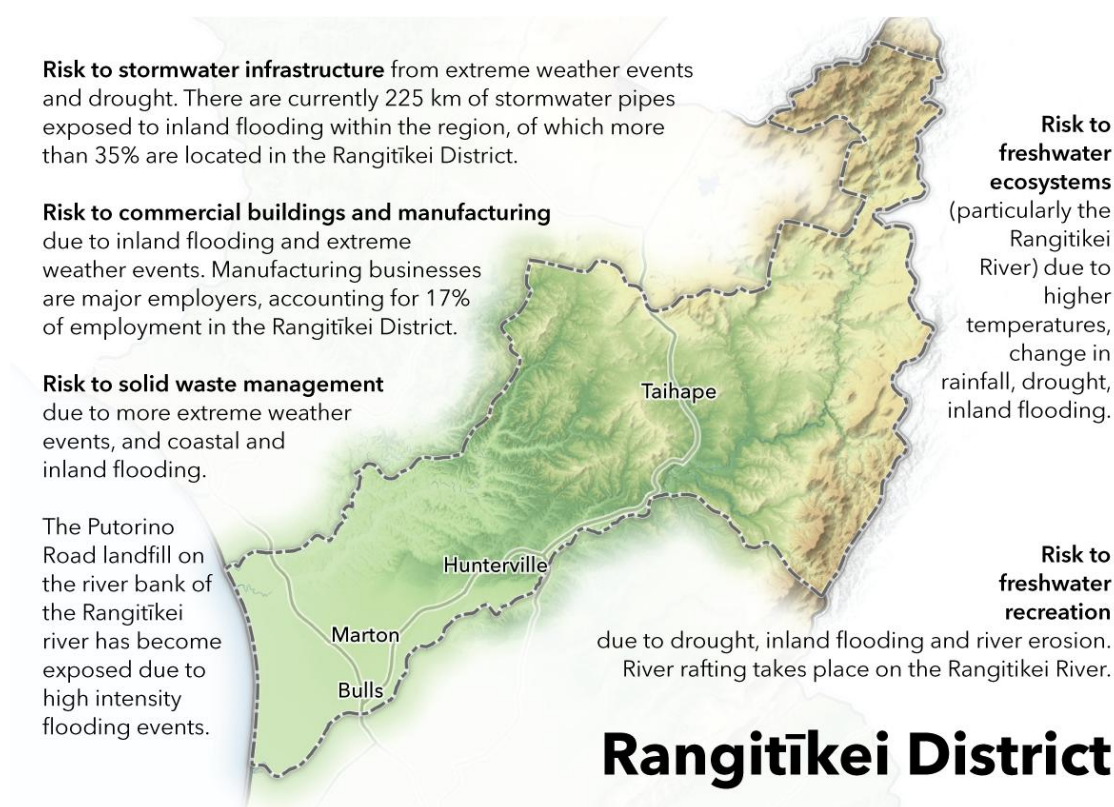 Risk to stormwater infrastructure from extreme weather events
and drought. There are currently 225 km of stormwater pipes
exposed to inland flooding within the region, of which more
than 35% are located in the Rangitīkei District.
Risk to commercial buildings and manufacturing
due to inland flooding and extreme
weather events. Manufacturing businesses
are major employers, accounting for 17%
of employment in the Rangitīkei District.
Risk to solid waste management
due to more extreme weather
events, and coastal and
inland flooding.
The Putorino
Road landfill on
the river bank of
the Rangitīkei
river has become
exposed due to
high intensity
flooding events.
Risk to
freshwater
ecosystems
(particularly the
Rangitikei
River) due to
higher
temperatures,
change in
rainfall, drought,
inland flooding.
Taihape
Hunterville
Marton
Bulls
Risk to
freshwater
recreation
due to drought, inland flooding and river erosion.
River rafting takes place on the Rangitikei River.
Rangitīkei District